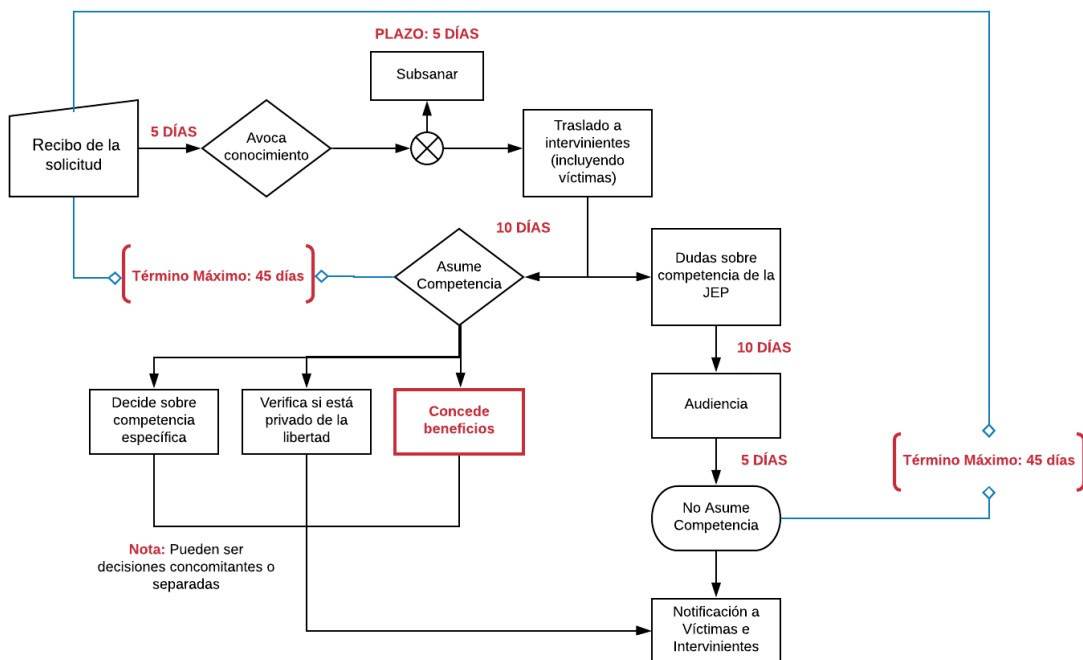 PLAZO: 5 DÍAS
Subsanar
Recibo de la
solicitud
5 DÍAS
Avoca
conocimiento
Traslado a
intervinientes
(incluyendo
víctimas)
10 DÍAS
Término Máximo: 45 días
Asume
Competencia
Dudas sobre
competencia de la
JEP
10 DÍAS
Decide sobre
competencia
específica
Verifica si está
privado de la
libertad
Concede
beneficios
Audiencia
5 DÍAS
Término Máximo: 45 días
No Asume
Competencia
Nota: Pueden ser
decisiones concomitantes o
separadas
Notificación a
Víctimas e
Intervinientes